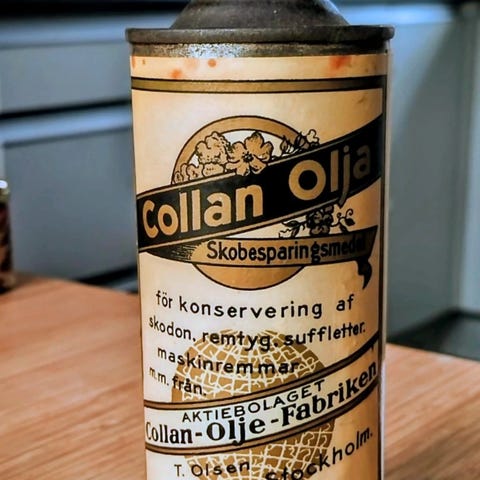 Collan Olja
Skobesparingsmedel
för konservering af
skodon, remtyg, suffletter.
maskinremmar
m.m. från.
AKTIEBOLAGET
Collan-Olje-Fabriken
T. Olsen Stockholm.